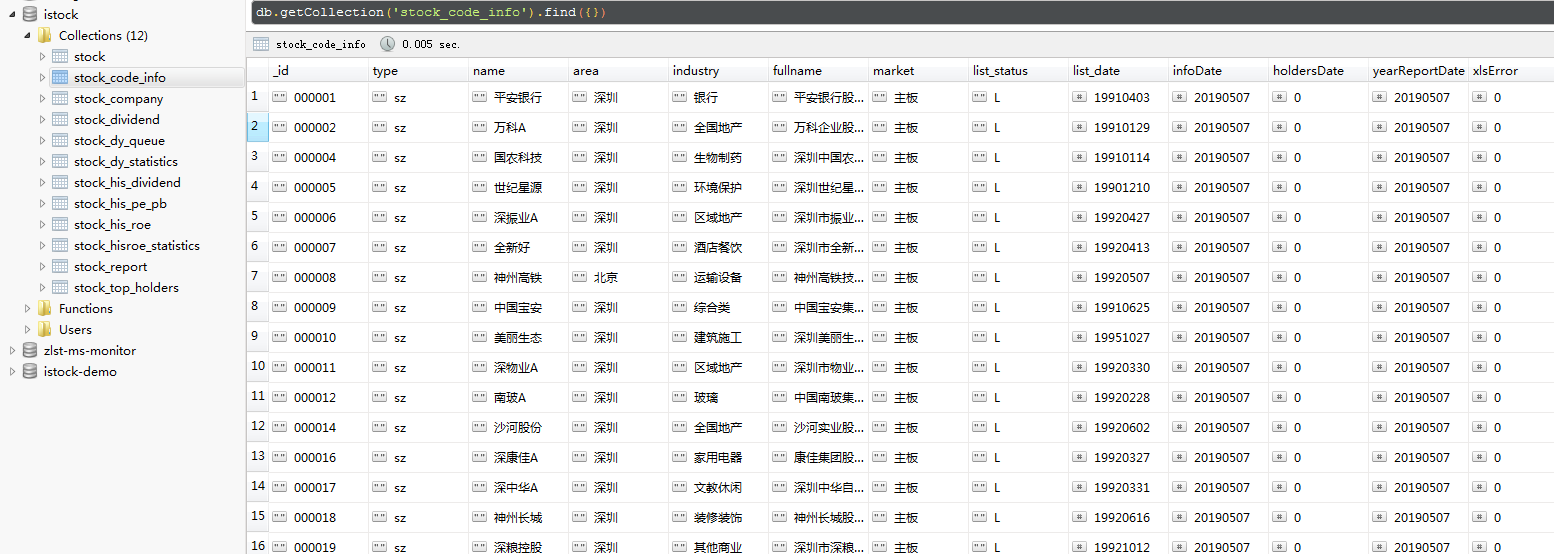 istock
Collections (12)
stock
stock_code_info
stock_company
stock_dividend
stock_dy_queue
stock_dy_statistics
stock_his_dividend
stock_his_pe_pb
stock_his_roe
stock_hisroe_statistics
stock_report
stock_top_holders
Functions
Users
zlst-ms-monitor
istock-demo
db.getCollection('stock_code_info').find({})
stock_code_info 0.005 sec.
_id type name area industry fullname market list_status list_date infoDate holdersDate yearReportDate xlsError
1 "" 000001 "" sz "" 平安银行 "" 深圳 "" 银行 "" 平安银行股... "" 主板 "" L # 19910403 # 20190507 # 0 # 20190507 # 0
2 "" 000002 "" sz "" 万科A "" 深圳 "" 全国地产 "" 万科企业股... "" 主板 "" L # 19910129 # 20190507 # 0 # 20190507 # 0
3 "" 000004 "" sz "" 国农科技 "" 深圳 "" 生物制药 "" 深圳中国农... "" 主板 "" L # 19910114 # 20190507 # 0 # 20190507 # 0
4 "" 000005 "" sz "" 世纪星源 "" 深圳 "" 环境保护 "" 深圳世纪星... "" 主板 "" L # 19901210 # 20190507 # 0 # 20190507 # 0
5 "" 000006 "" sz "" 深振业A "" 深圳 "" 区域地产 "" 深圳市振业... "" 主板 "" L # 19920427 # 20190507 # 0 # 20190507 # 0
6 "" 000007 "" sz "" 全新好 "" 深圳 "" 酒店餐饮 "" 深圳市全新... "" 主板 "" L # 19920413 # 20190507 # 0 # 20190507 # 0
7 "" 000008 "" sz "" 神州高铁 "" 北京 "" 运输设备 "" 神州高铁技... "" 主板 "" L # 19920507 # 20190507 # 0 # 20190507 # 0
8 "" 000009 "" sz "" 中国宝安 "" 深圳 "" 综合类 "" 中国宝安集... "" 主板 "" L # 19910625 # 20190507 # 0 # 20190507 # 0
9 "" 000010 "" sz "" 美丽生态 "" 深圳 "" 建筑施工 "" 深圳美丽生... "" 主板 "" L # 19951027 # 20190507 # 0 # 20190507 # 0
10 "" 000011 "" sz "" 深物业A "" 深圳 "" 区域地产 "" 深圳市物业... "" 主板 "" L # 19920330 # 20190507 # 0 # 20190507 # 0
11 "" 000012 "" sz "" 南玻A "" 深圳 "" 玻璃 "" 中国南玻集... "" 主板 "" L # 19920228 # 20190507 # 0 # 20190507 # 0
12 "" 000014 "" sz "" 沙河股份 "" 深圳 "" 全国地产 "" 沙河实业股... "" 主板 "" L # 19920602 # 20190507 # 0 # 20190507 # 0
13 "" 000016 "" sz "" 深康佳A "" 深圳 "" 家用电器 "" 康佳集团股... "" 主板 "" L # 19920327 # 20190507 # 0 # 20190507 # 0
14 "" 000017 "" sz "" 深中华A "" 深圳 "" 文教休闲 "" 深圳中华自... "" 主板 "" L # 19920331 # 20190507 # 0 # 20190507 # 0
15 "" 000018 "" sz "" 神州长城 "" 深圳 "" 装修装饰 "" 神州长城股... "" 主板 "" L # 19920616 # 20190507 # 0 # 20190507 # 0
16 "" 000019 "" sz "" 深粮控股 "" 深圳 "" 其他商业 "" 深圳市深粮... "" 主板 "" L # 19921012 # 20190507 # 0 # 20190507 # 0